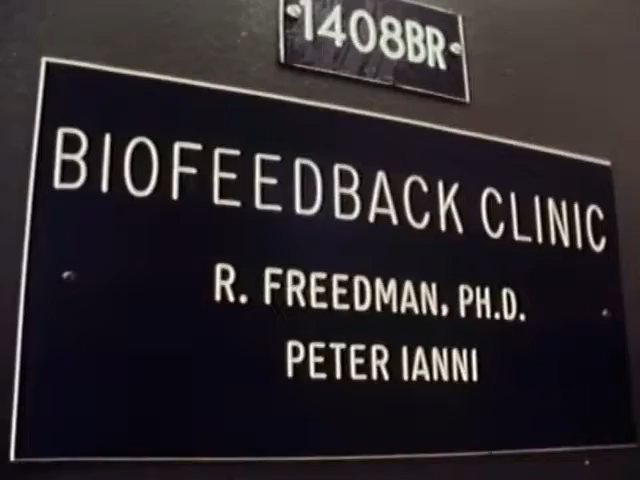 1408BR
BIOFEEDBACK CLINIC
R. FREEDMAN, PH.D.
PETER IANNI